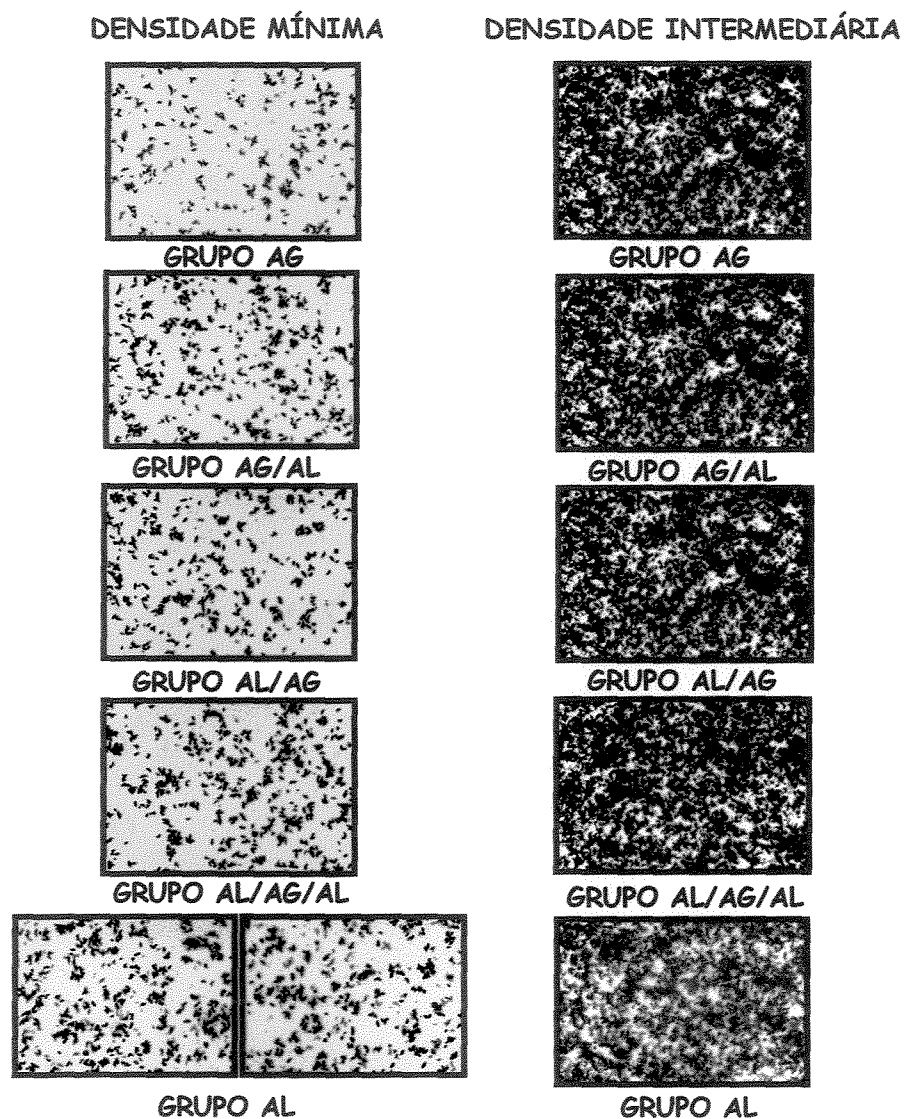 DENSIDADE MÍNIMA
DENSIDADE INTERMEDIÁRIA
GRUPO AG
GRUPO AG
GRUPO AG/AL
GRUPO AG/AL
GRUPO AL/AG
GRUPO AL/AG
GRUPO AL/AG/AL
GRUPO AL/AG/AL
GRUPO AL
GRUPO AL